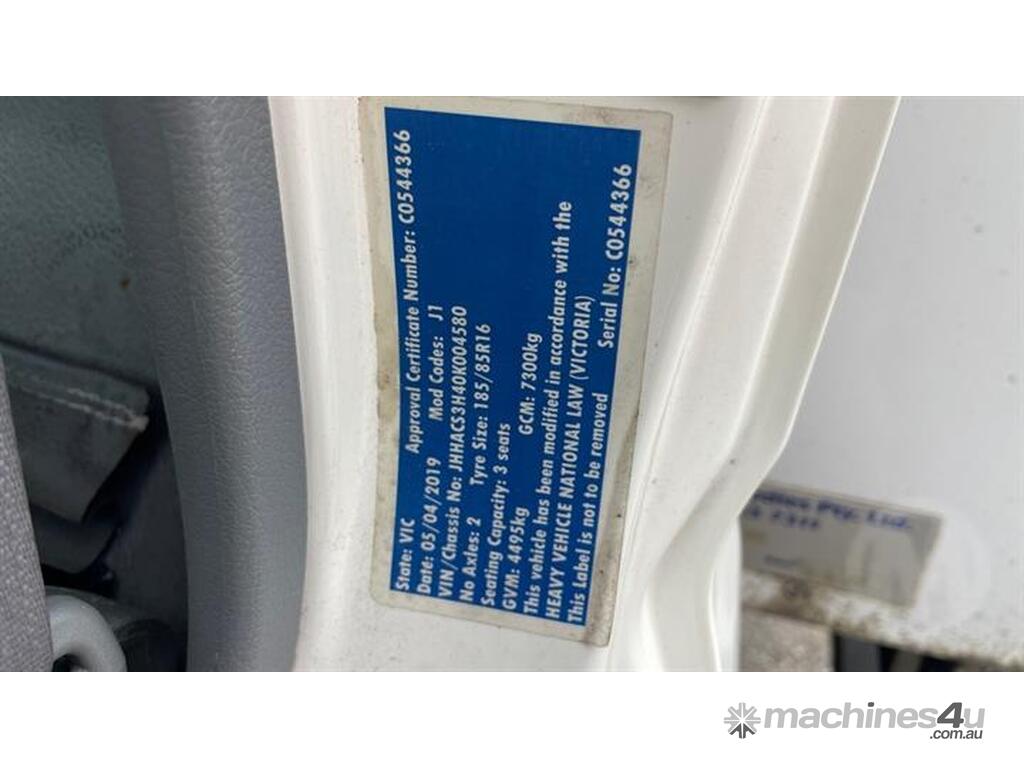 State: VIC Approval Certificate Number: C0544366
Date: 05/04/2019 Mod Codes: J1
VIN/Chassis No: JHHACS3H40K004580
No Axles: 2 Tyre Size: 185/85R16
Seating Capacity: 3 seats
GVM: 4495kg GCM: 7300kg
This vehicle has been modified in accordance with the
HEAVY VEHICLE NATIONAL LAW (VICTORIA)
This Label is not to be removed Serial No: C0544366
Pty. Ltd.
machines4u
.com.au